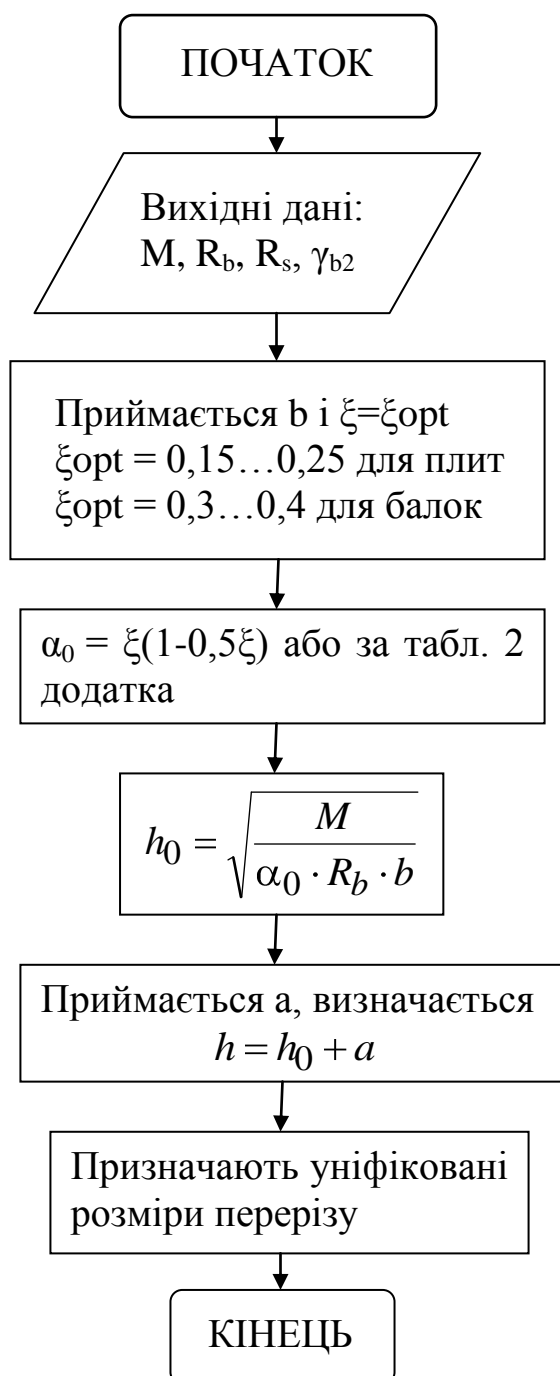 ПОЧАТОК
Вихідні дані:
M, R_b, R_s, γ_b2
Приймається b і ξ=ξopt
ξopt = 0,15...0,25 для плит
ξopt = 0,3...0,4 для балок
α₀ = ξ(1-0,5ξ) або за табл. 2
додатка
h₀ = √(M / (α₀ · R_b · b))
Приймається a, визначається
h = h₀ + a
Призначають уніфіковані
розміри перерізу
КІНЕЦЬ